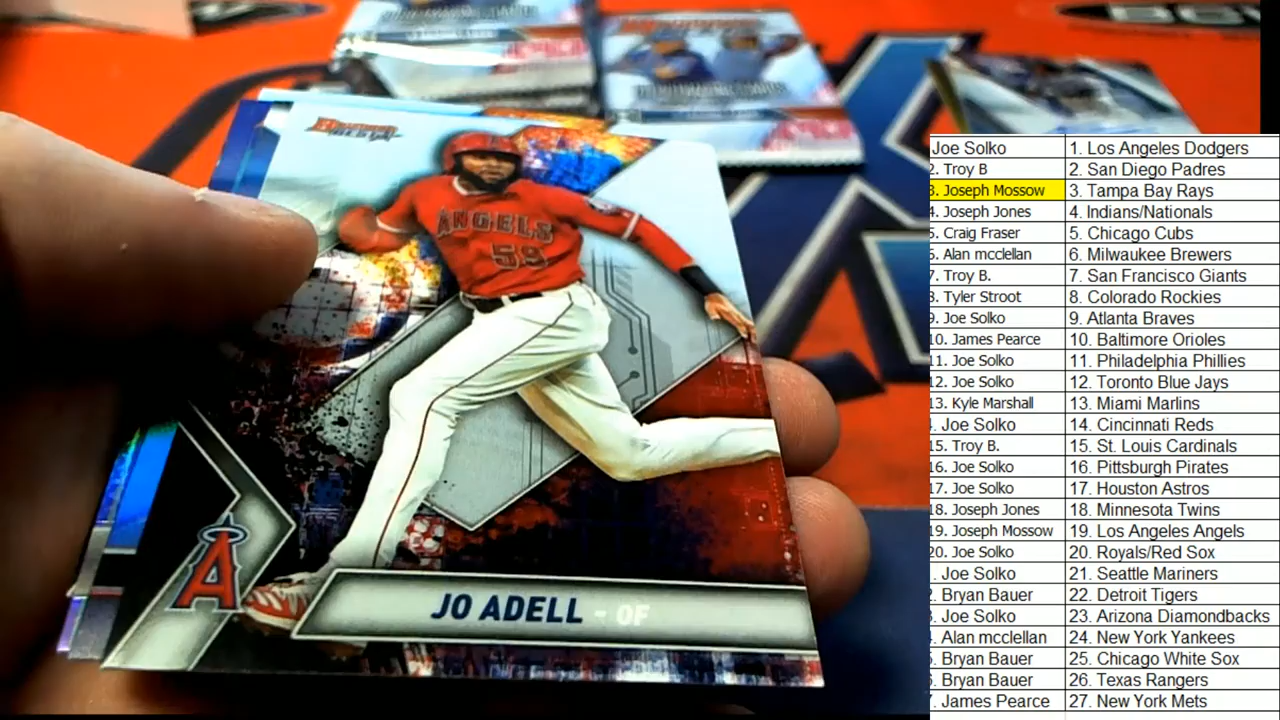 BOWMAN
BEST
ANGELS
59
A
JO ADELL - OF
Joe Solko 1. Los Angeles Dodgers
2. Troy B 2. San Diego Padres
3. Joseph Mossow 3. Tampa Bay Rays
4. Joseph Jones 4. Indians/Nationals
5. Craig Fraser 5. Chicago Cubs
6. Alan mcclellan 6. Milwaukee Brewers
7. Troy B. 7. San Francisco Giants
8. Tyler Stroot 8. Colorado Rockies
9. Joe Solko 9. Atlanta Braves
10. James Pearce 10. Baltimore Orioles
11. Joe Solko 11. Philadelphia Phillies
12. Joe Solko 12. Toronto Blue Jays
13. Kyle Marshall 13. Miami Marlins
. Joe Solko 14. Cincinnati Reds
15. Troy B. 15. St. Louis Cardinals
16. Joe Solko 16. Pittsburgh Pirates
17. Joe Solko 17. Houston Astros
18. Joseph Jones 18. Minnesota Twins
19. Joseph Mossow 19. Los Angeles Angels
20. Joe Solko 20. Royals/Red Sox
. Joe Solko 21. Seattle Mariners
. Bryan Bauer 22. Detroit Tigers
. Joe Solko 23. Arizona Diamondbacks
. Alan mcclellan 24. New York Yankees
. Bryan Bauer 25. Chicago White Sox
. Bryan Bauer 26. Texas Rangers
. James Pearce 27. New York Mets